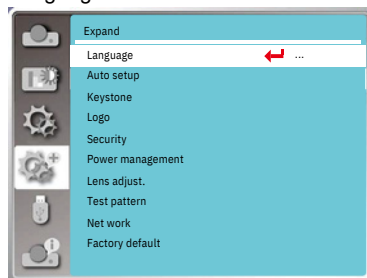 Expand
Language ...
Auto setup
Keystone
Logo
Security
Power management
Lens adjust.
Test pattern
Net work
Factory default